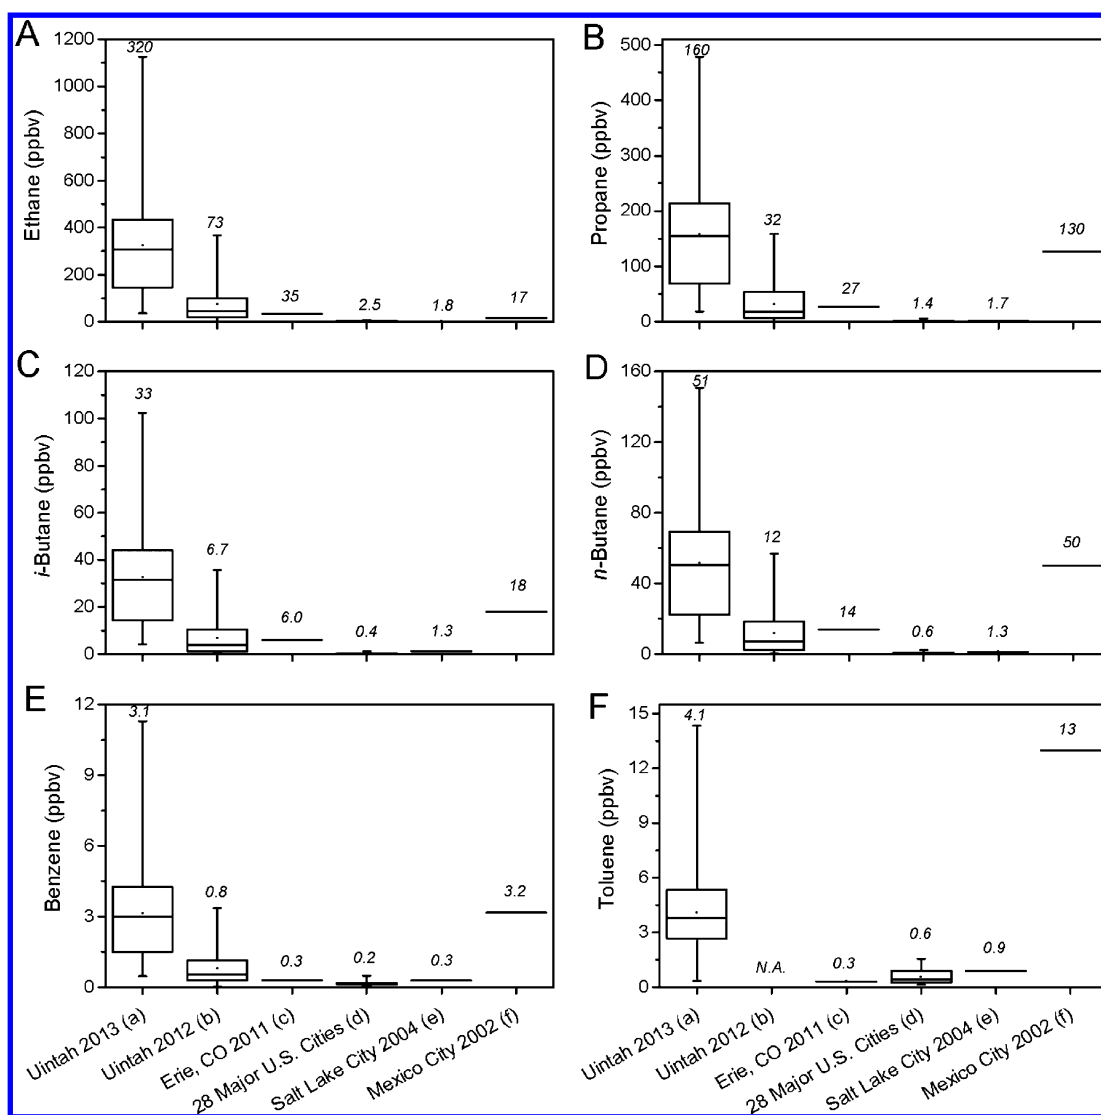 A
Ethane (ppbv)
1200
1000
800
600
400
200
0
320
73
35
2.5
1.8
17
B
Propane (ppbv)
500
400
300
200
100
0
160
32
27
1.4
1.7
130
C
i-Butane (ppbv)
120
100
80
60
40
20
0
33
6.7
6.0
0.4
1.3
18
D
n-Butane (ppbv)
160
120
80
40
0
51
12
14
0.6
1.3
50
E
Benzene (ppbv)
12
9
6
3
0
3.1
0.8
0.3
0.2
0.3
3.2
F
Toluene (ppbv)
15
12
9
6
3
0
4.1
N.A.
0.3
0.6
0.9
13
Uintah 2013 (a)
Uintah 2012 (b)
Erie, CO 2011 (c)
28 Major U.S. Cities (d)
Salt Lake City 2004 (e)
Mexico City 2002 (f)
Uintah 2013 (a)
Uintah 2012 (b)
Erie, CO 2011 (c)
28 Major U.S. Cities (d)
Salt Lake City 2004 (e)
Mexico City 2002 (f)